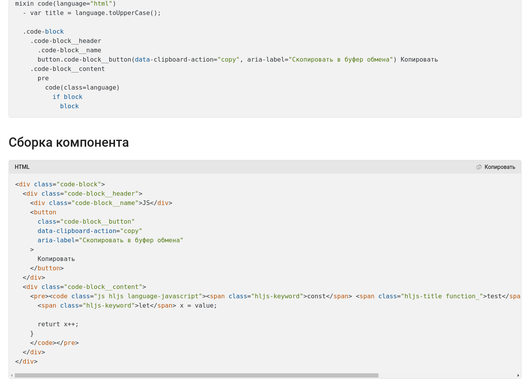 mixin code(language="html")
- var title = language.toUpperCase();
.code-block
.code-block__header
.code-block__name
button.code-block__button(data-clipboard-action="copy", aria-label="Скопировать в буфер обмена") Копировать
.code-block__content
pre
code(class=language)
if block
block
Сборка компонента
HTML Копировать
<div class="code-block">
<div class="code-block__header">
<div class="code-block__name">JS</div>
<button
class="code-block__button"
data-clipboard-action="copy"
aria-label="Скопировать в буфер обмена"
>
Копировать
</button>
</div>
<div class="code-block__content">
<pre><code class="js hljs language-javascript"><span class="hljs-keyword">const</span> <span class="hljs-title function_">test</spa
<span class="hljs-keyword">let</span> x = value;
return x++;
}
</code></pre>
</div>
</div>